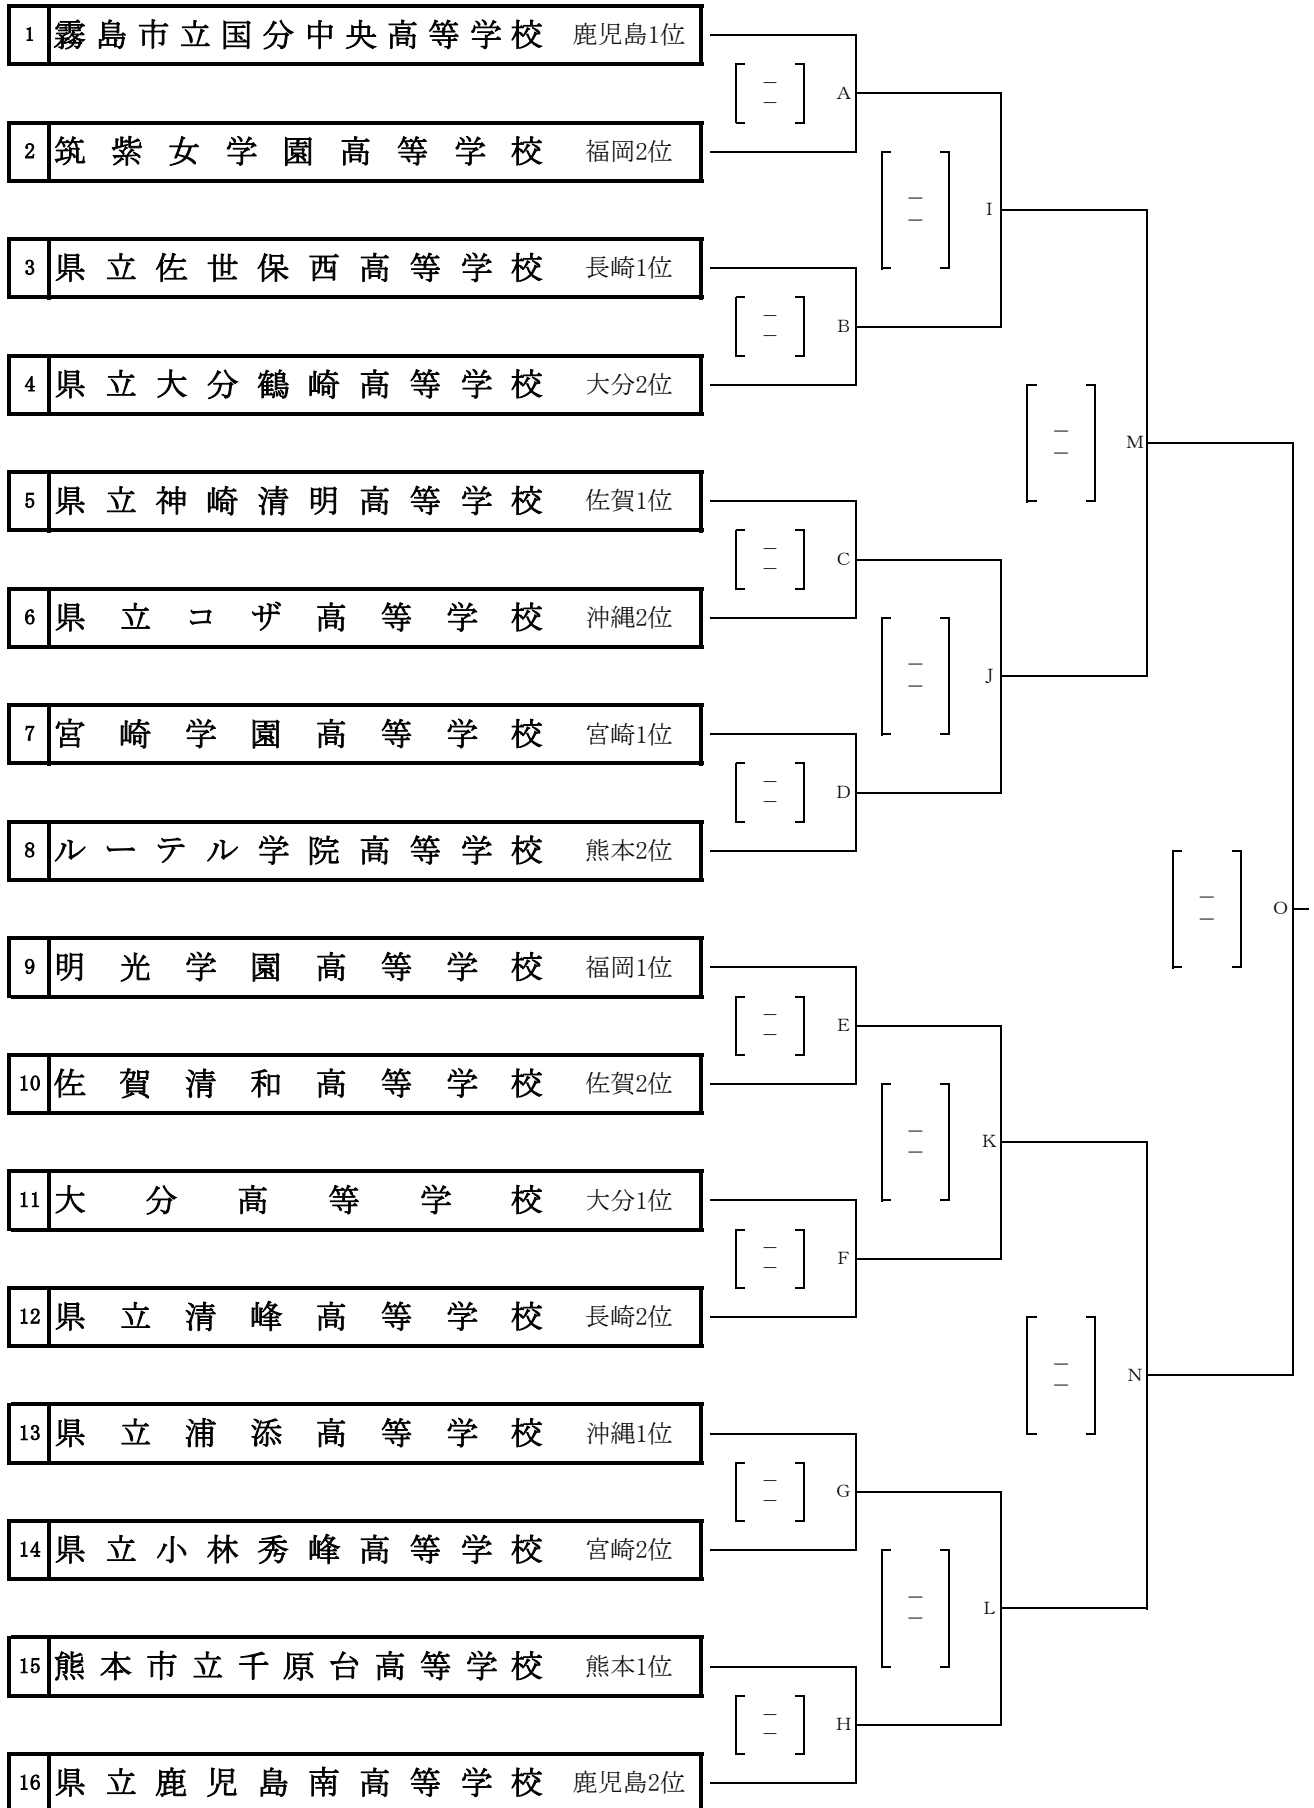 1 霧島市立国分中央高等学校 鹿児島1位
— — A
2 筑紫女学園高等学校 福岡2位
— — I
3 県立佐世保西高等学校 長崎1位
— — B
4 県立大分鶴崎高等学校 大分2位
— — M
5 県立神崎清明高等学校 佐賀1位
— — C
6 県立コザ高等学校 沖縄2位
— — J
7 宮崎学園高等学校 宮崎1位
— — D
8 ルーテル学院高等学校 熊本2位
— — O
9 明光学園高等学校 福岡1位
— — E
10 佐賀清和高等学校 佐賀2位
— — K
11 大分高等学校 大分1位
— — F
12 県立清峰高等学校 長崎2位
— — N
13 県立浦添高等学校 沖縄1位
— — G
14 県立小林秀峰高等学校 宮崎2位
— — L
15 熊本市立千原台高等学校 熊本1位
— — H
16 県立鹿児島南高等学校 鹿児島2位